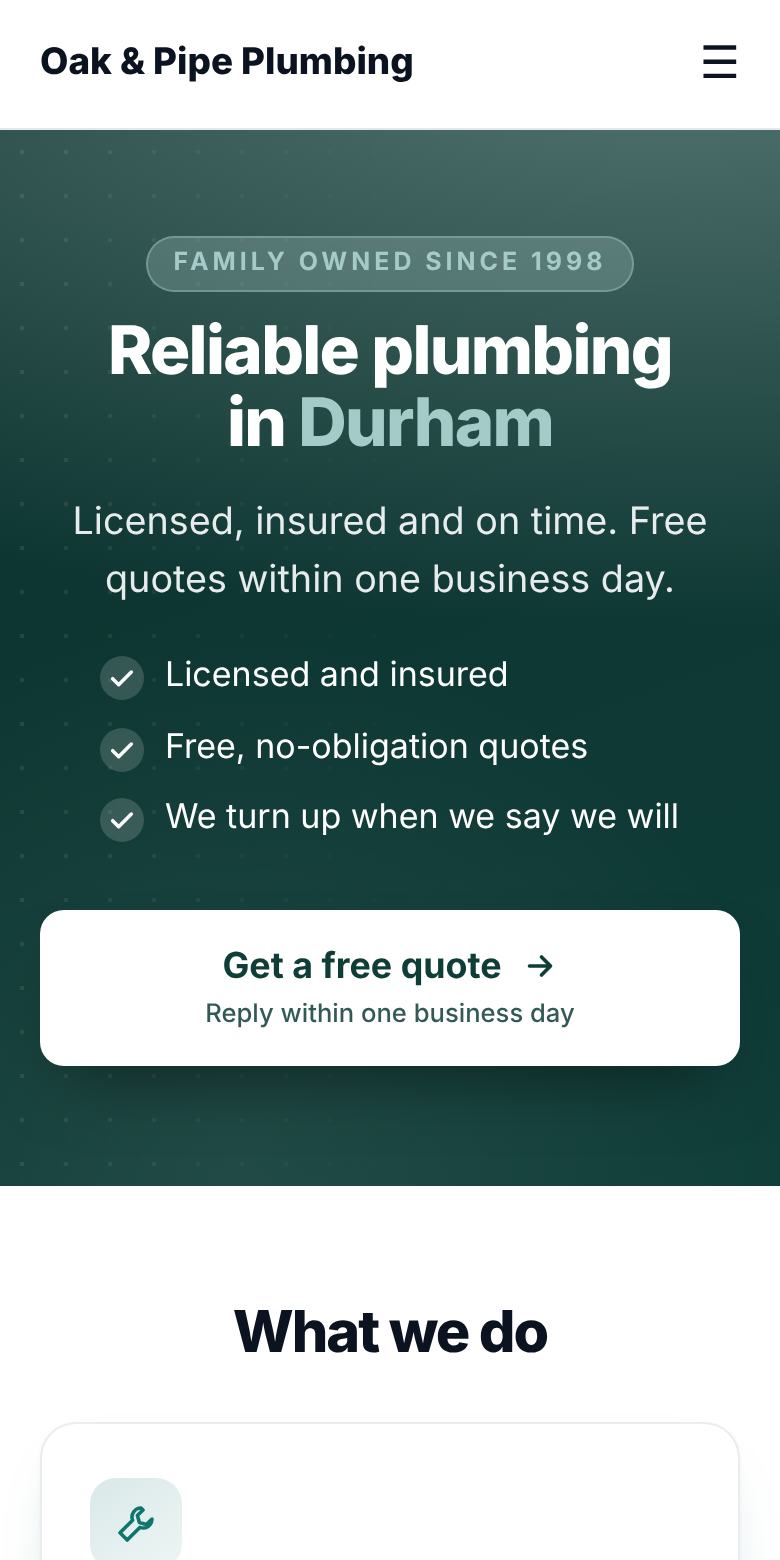 Oak & Pipe Plumbing
FAMILY OWNED SINCE 1998
Reliable plumbing
in Durham
Licensed, insured and on time. Free
quotes within one business day.
Licensed and insured
Free, no-obligation quotes
We turn up when we say we will
Get a free quote →
Reply within one business day
What we do